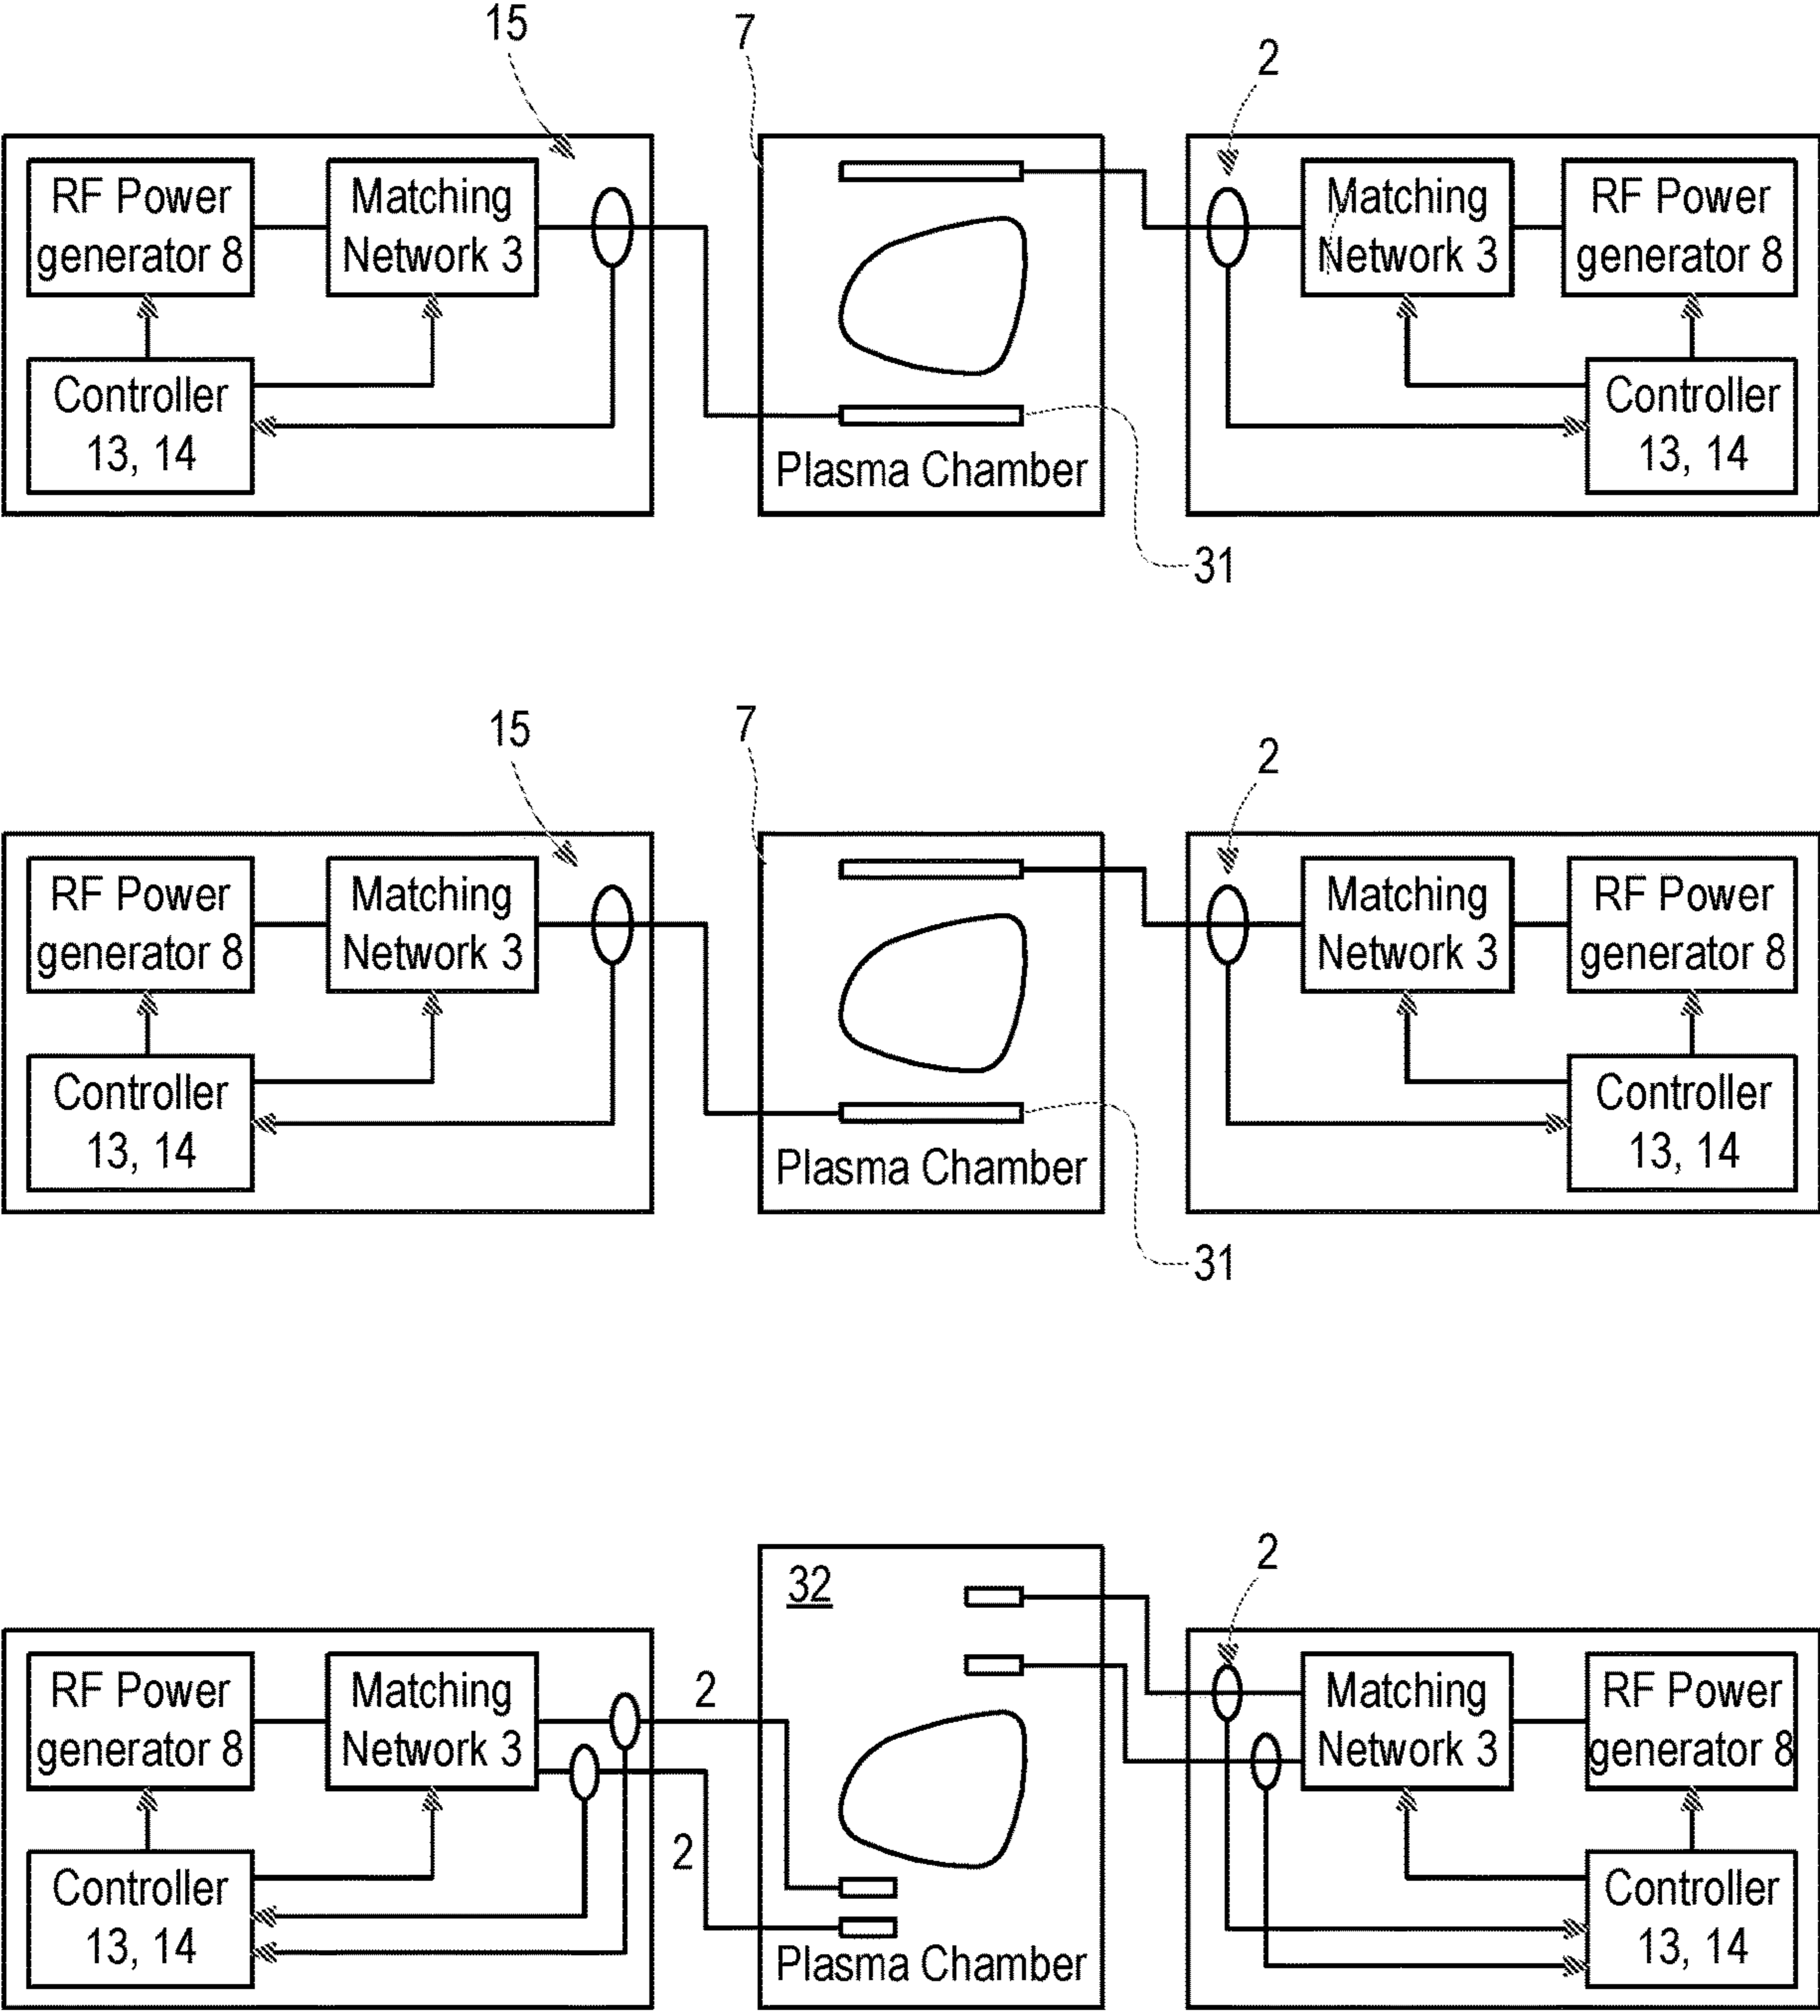 15
7
2
RF Power
generator 8
Matching
Network 3
Matching
Network 3
RF Power
generator 8
Controller
13, 14
Plasma Chamber
Controller
13, 14
31
15
7
2
RF Power
generator 8
Matching
Network 3
Matching
Network 3
RF Power
generator 8
Controller
13, 14
Plasma Chamber
Controller
13, 14
31
2
32
RF Power
generator 8
Matching
Network 3
2
Matching
Network 3
RF Power
generator 8
2
Controller
13, 14
Plasma Chamber
Controller
13, 14